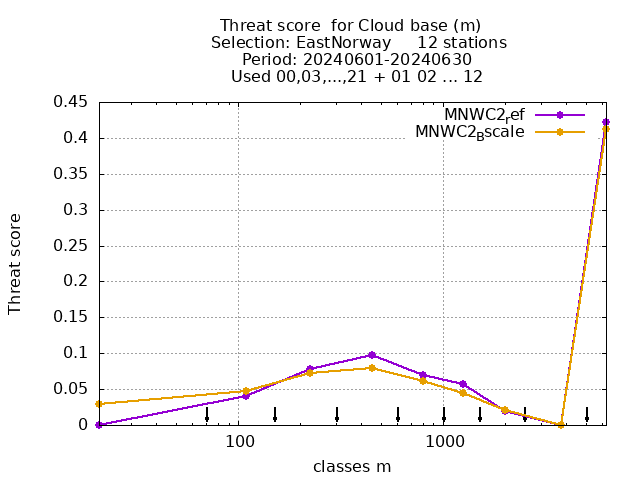 Threat score  for Cloud base (m)
Selection: EastNorway     12 stations
Period: 20240601-20240630
Used 00,03,...,21 + 01 02 ... 12
MNWC2ref
MNWC2Bscale
0.45
0.4
0.35
0.3
0.25
0.2
0.15
0.1
0.05
0
Threat score
100
1000
classes m